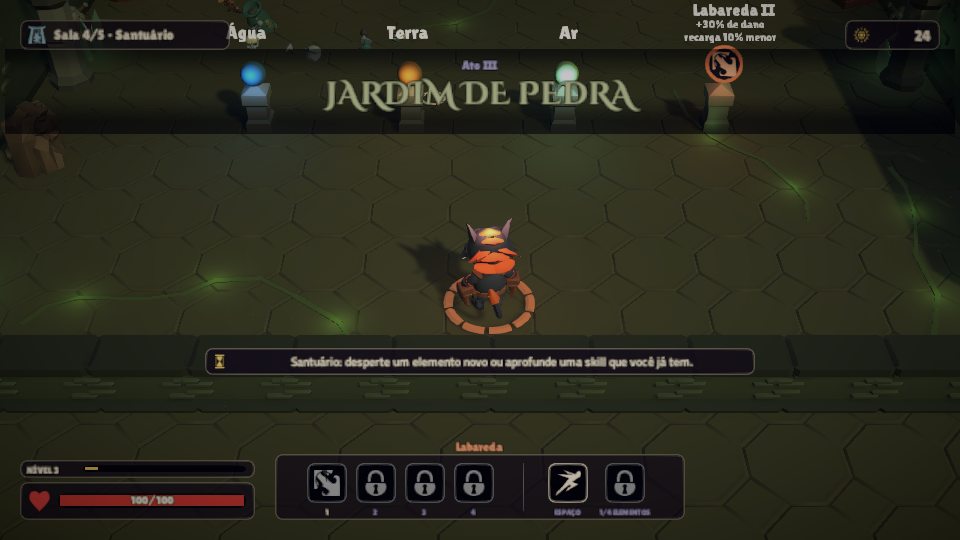 Sala 4/5 - Santuário
Água
Terra
Ar
Labareda II
+30% de dano
recarga 10% menor
24
Ato III
JARDIM DE PEDRA
Santuário: desperte um elemento novo ou aprofunde uma skill que você já tem.
Labareda
NÍVEL 3
100/100
1
2
3
4
ESPAÇO
1/4 ELEMENTOS